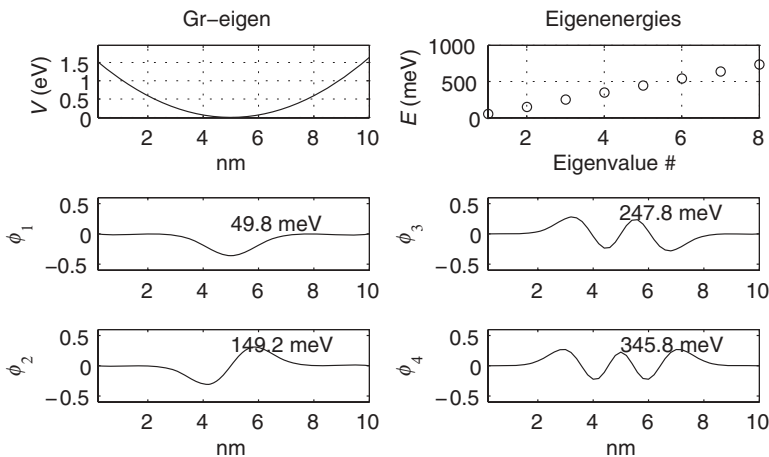 Gr–eigen
V (eV)
1.5
1
0.5
0
2 4 6 8 10
nm
Eigenenergies
E (meV)
1000
500
0
2 4 6 8
Eigenvalue #
ϕ1
0.5
0
−0.5
49.8 meV
2 4 6 8 10
ϕ3
0.5
0
−0.5
247.8 meV
2 4 6 8 10
ϕ2
0.5
0
−0.5
149.2 meV
2 4 6 8 10
nm
ϕ4
0.5
0
−0.5
345.8 meV
2 4 6 8 10
nm